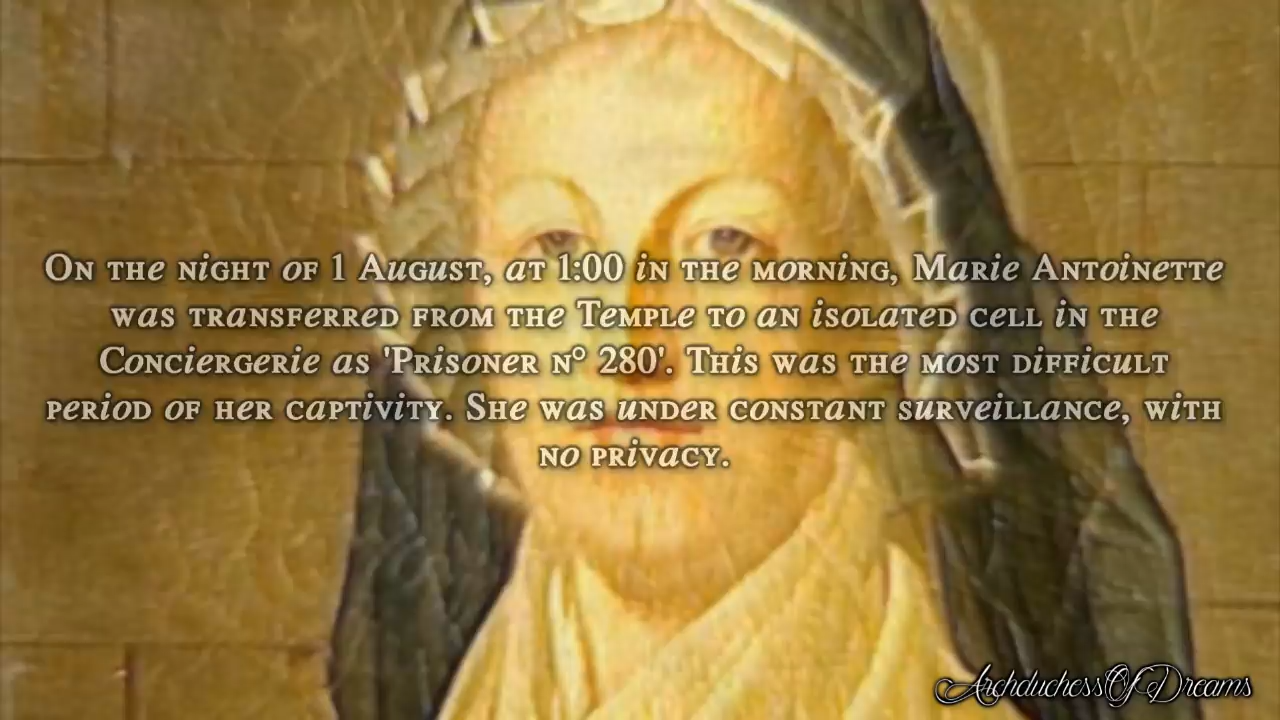 On the night of 1 August, at 1:00 in the morning, Marie Antoinette
was transferred from the Temple to an isolated cell in the
Conciergerie as 'Prisoner n° 280'. This was the most difficult
period of her captivity. She was under constant surveillance, with
no privacy.
ArchduchessOfDreams